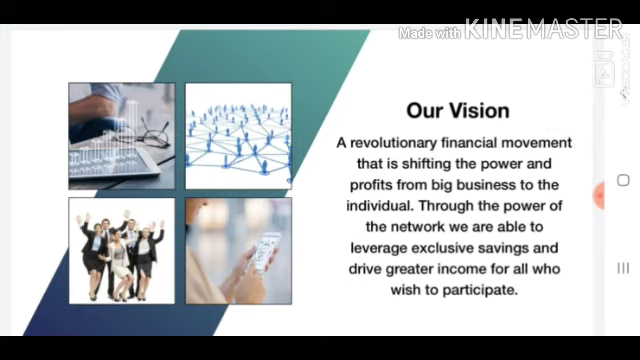 Made with KINEMASTER
Our Vision
A revolutionary financial movement
that is shifting the power and
profits from big business to the
individual. Through the power of
the network we are able to
leverage exclusive savings and
drive greater income for all who
wish to participate.